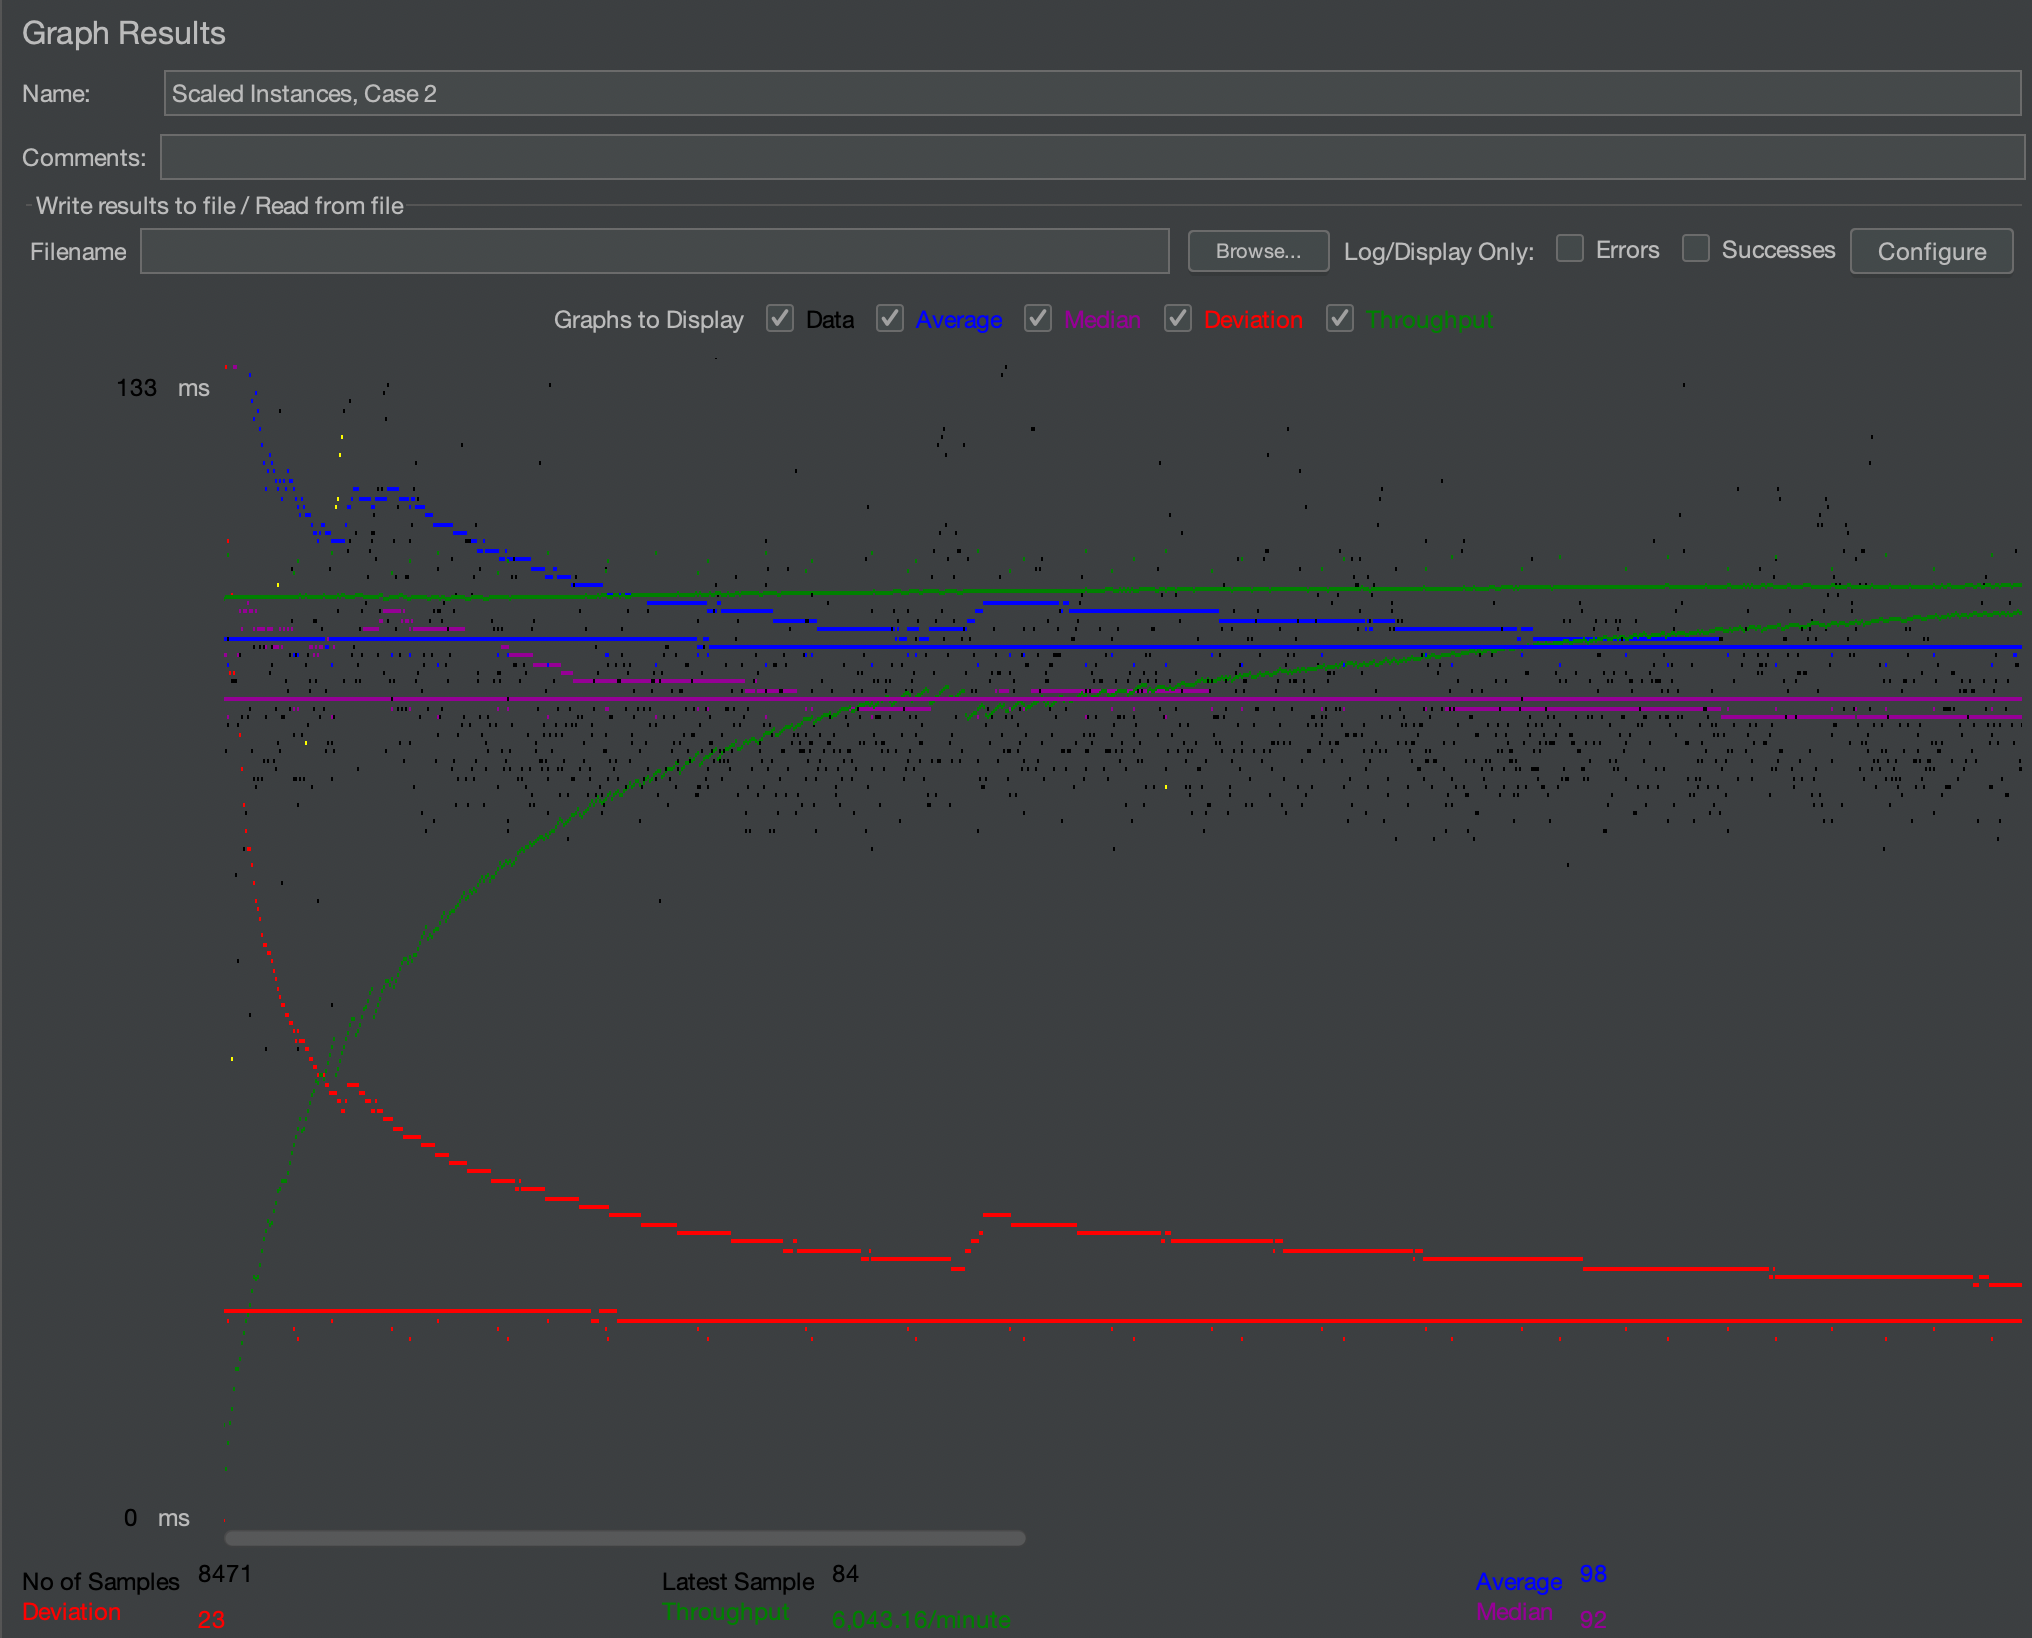 Graph Results
Name: Scaled Instances, Case 2
Comments:
Write results to file / Read from file
Filename Browse... Log/Display Only: Errors Successes Configure
Graphs to Display Data Average Median Deviation Throughput
133 ms
0 ms
No of Samples 8471 Latest Sample 84 Average 98
Deviation 23 Throughput 6,043.16/minute Median 92